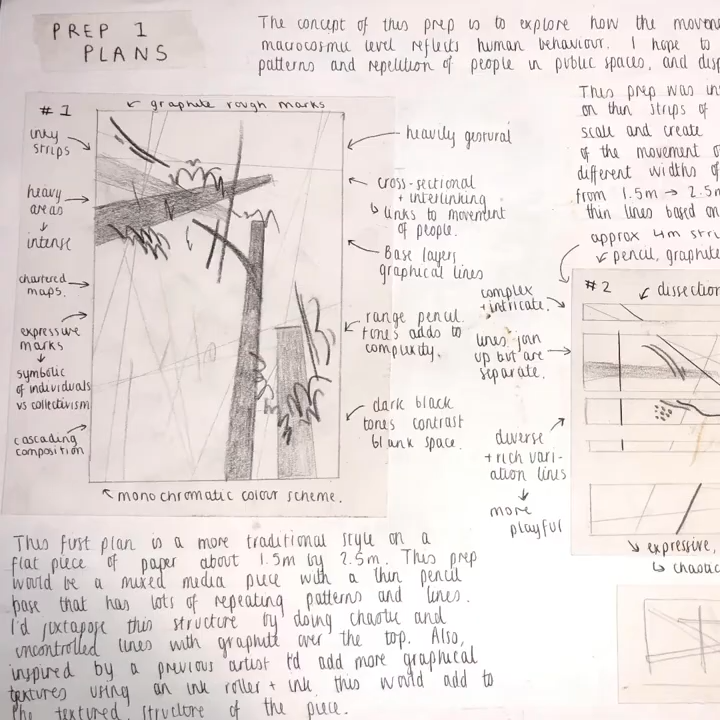 PREP 1
PLANS
The concept of this prep is to explore how the
macrocosmic level reflects human behaviour. I hope to
patterns and repetition of people in public spaces, and
This prep was
on thin strips of
scale and create
of the movement
different widths of
from 1.5m → 2.5m
thin lines based on
approx 4m
↙ pencil, graphite
#1
↙ graphite rough marks
inky
strips
heavy
areas
↓
intense
chartered
maps.
expressive
marks
↓
symbolic
of individuals
vs collectivism
cascading
composition
heavily gestural
cross-sectional
+ interlinking
↳ links to movement
of people.
Base layers
graphical lines
range pencil
tones adds to
complexity.
dark black
tones contrast
blank space.
↖ monochromatic colour scheme.
#2
↙ dissection
complex
+ intricate.
lines join
up but are
separate.
diverse
+ rich vari-
ation lines
↓
more
playful
↘ expressive,
↳ chaotic
This first plan is a more traditional style on a
flat piece of paper about 1.5m by 2.5m. This prep
would be a mixed media piece with a thin pencil
base that has lots of repeating patterns and lines.
I'd juxtapose this structure by doing chaotic and
uncontrolled lines with graphite over the top. Also,
inspired by a previous artist I'd add more graphical
textures using an ink roller + ink, this would add to
the textured structure of the piece.